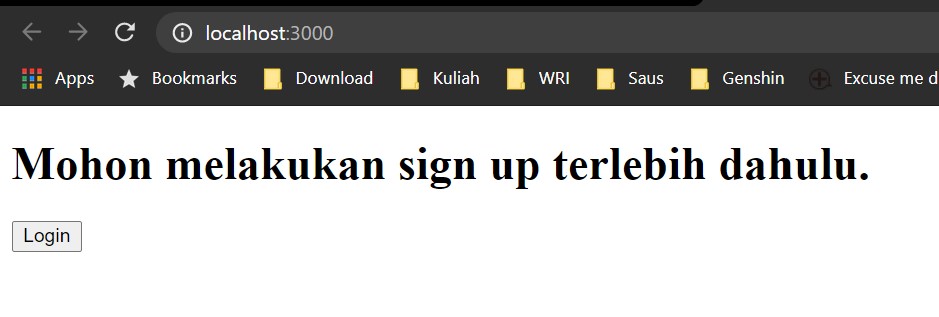 localhost:3000
Apps Bookmarks Download Kuliah WRI Saus Genshin Excuse me d
Mohon melakukan sign up terlebih dahulu.
Login